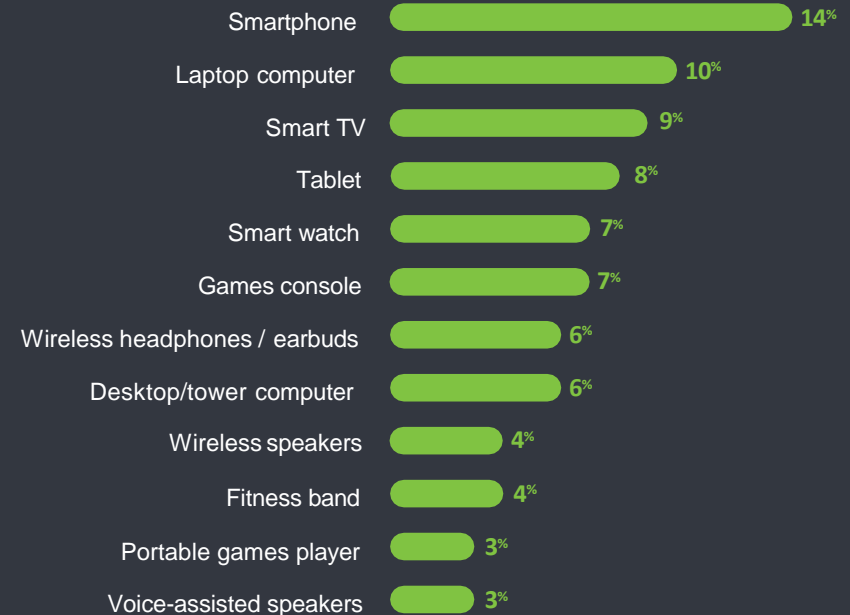 Smartphone 14%
Laptop computer 10%
Smart TV 9%
Tablet 8%
Smart watch 7%
Games console 7%
Wireless headphones / earbuds 6%
Desktop/tower computer 6%
Wireless speakers 4%
Fitness band 4%
Portable games player 3%
Voice-assisted speakers 3%